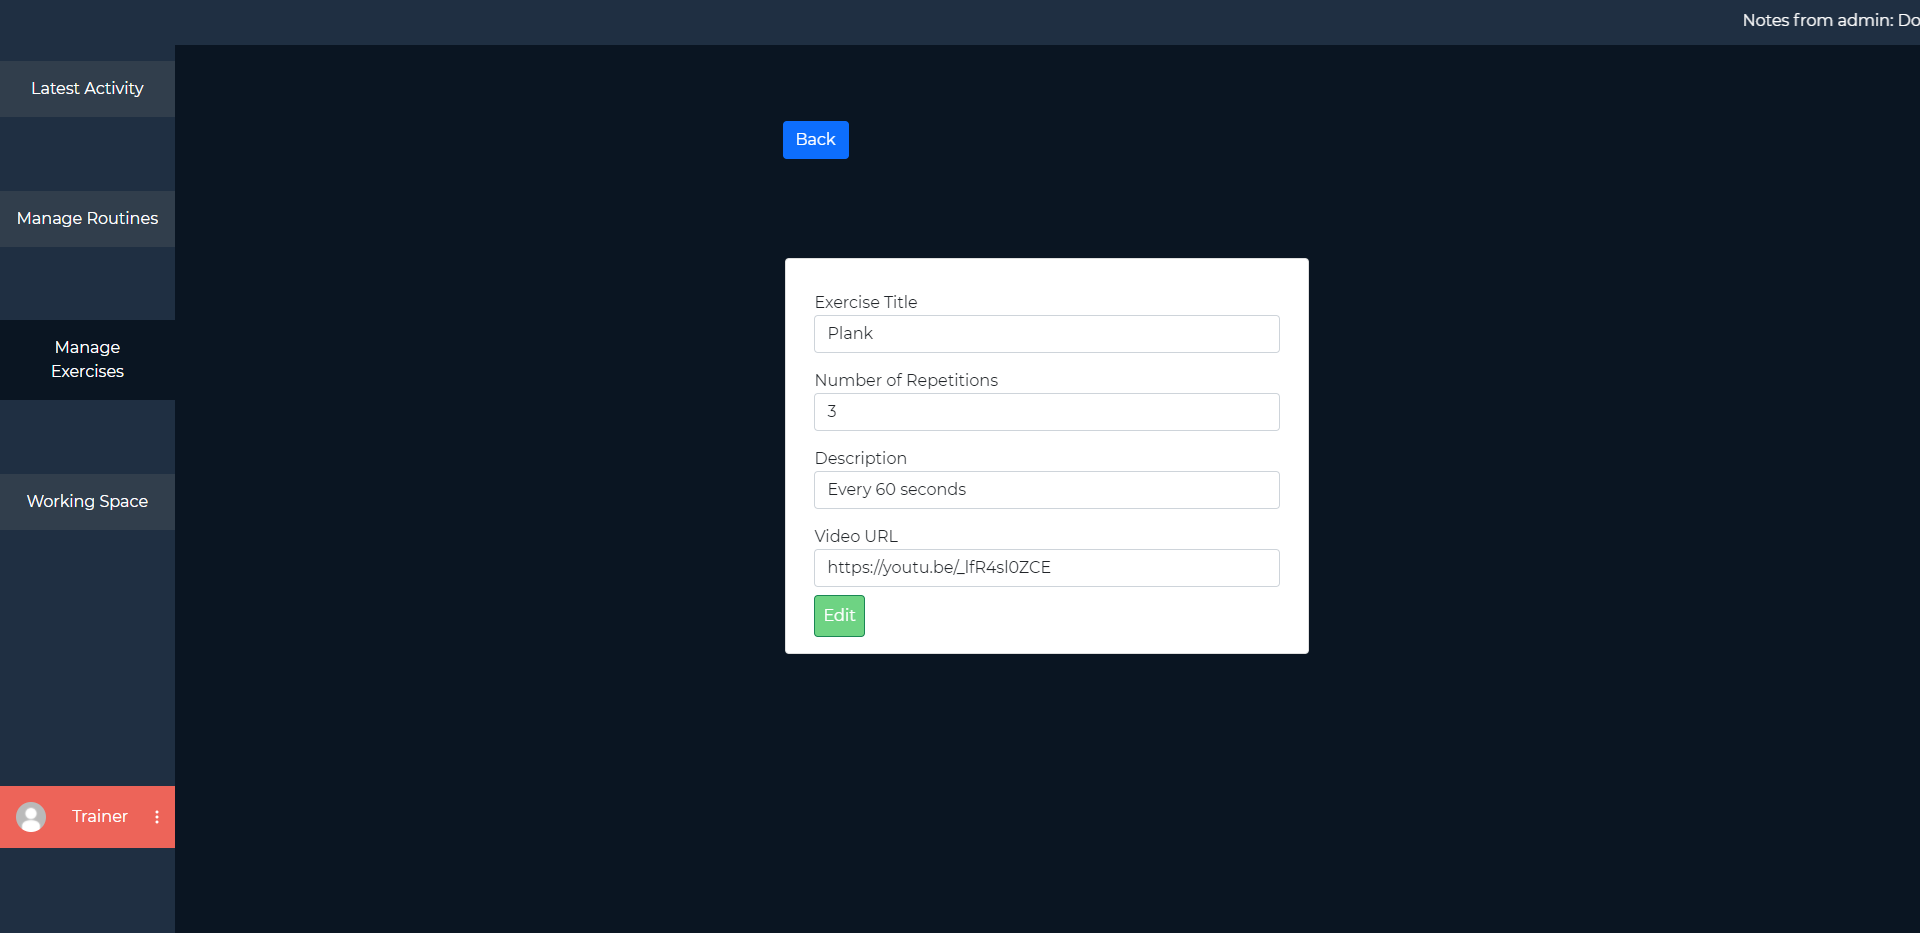 Notes from admin: Do
Latest Activity
Manage Routines
Manage
Exercises
Working Space
Trainer
Back
Exercise Title
Plank
Number of Repetitions
3
Description
Every 60 seconds
Video URL
https://youtu.be/_lfR4sl0ZCE
Edit